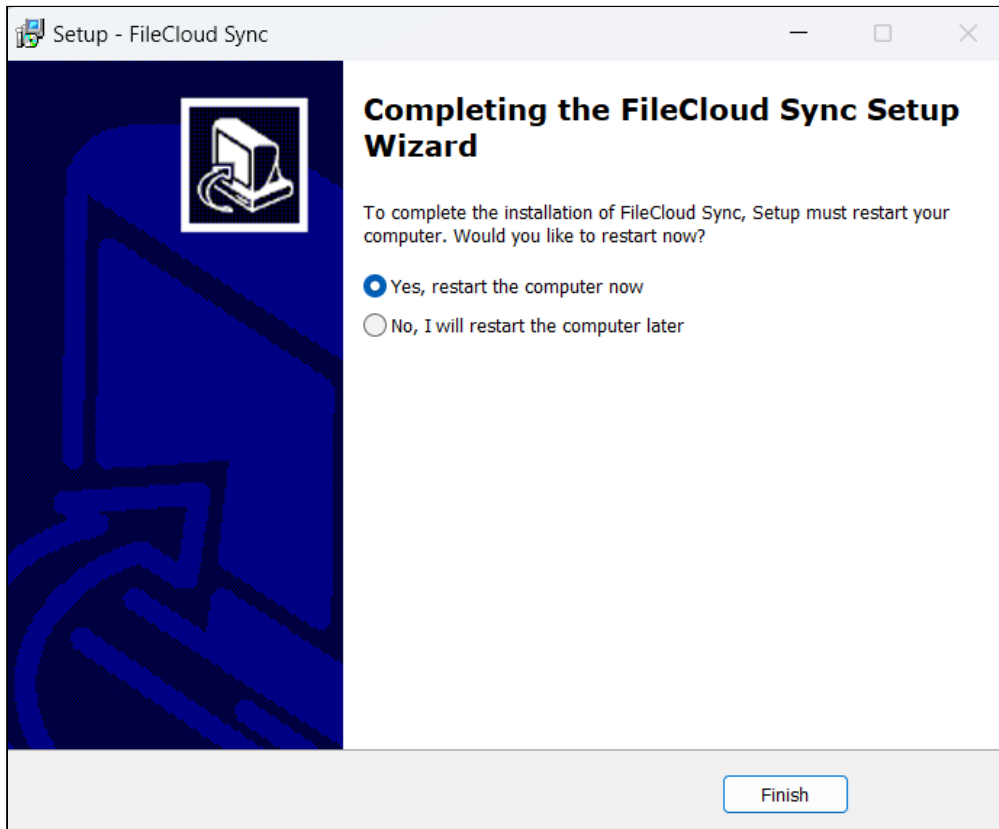 Setup - FileCloud Sync
Completing the FileCloud Sync Setup
Wizard
To complete the installation of FileCloud Sync, Setup must restart your
computer. Would you like to restart now?
Yes, restart the computer now
No, I will restart the computer later
Finish